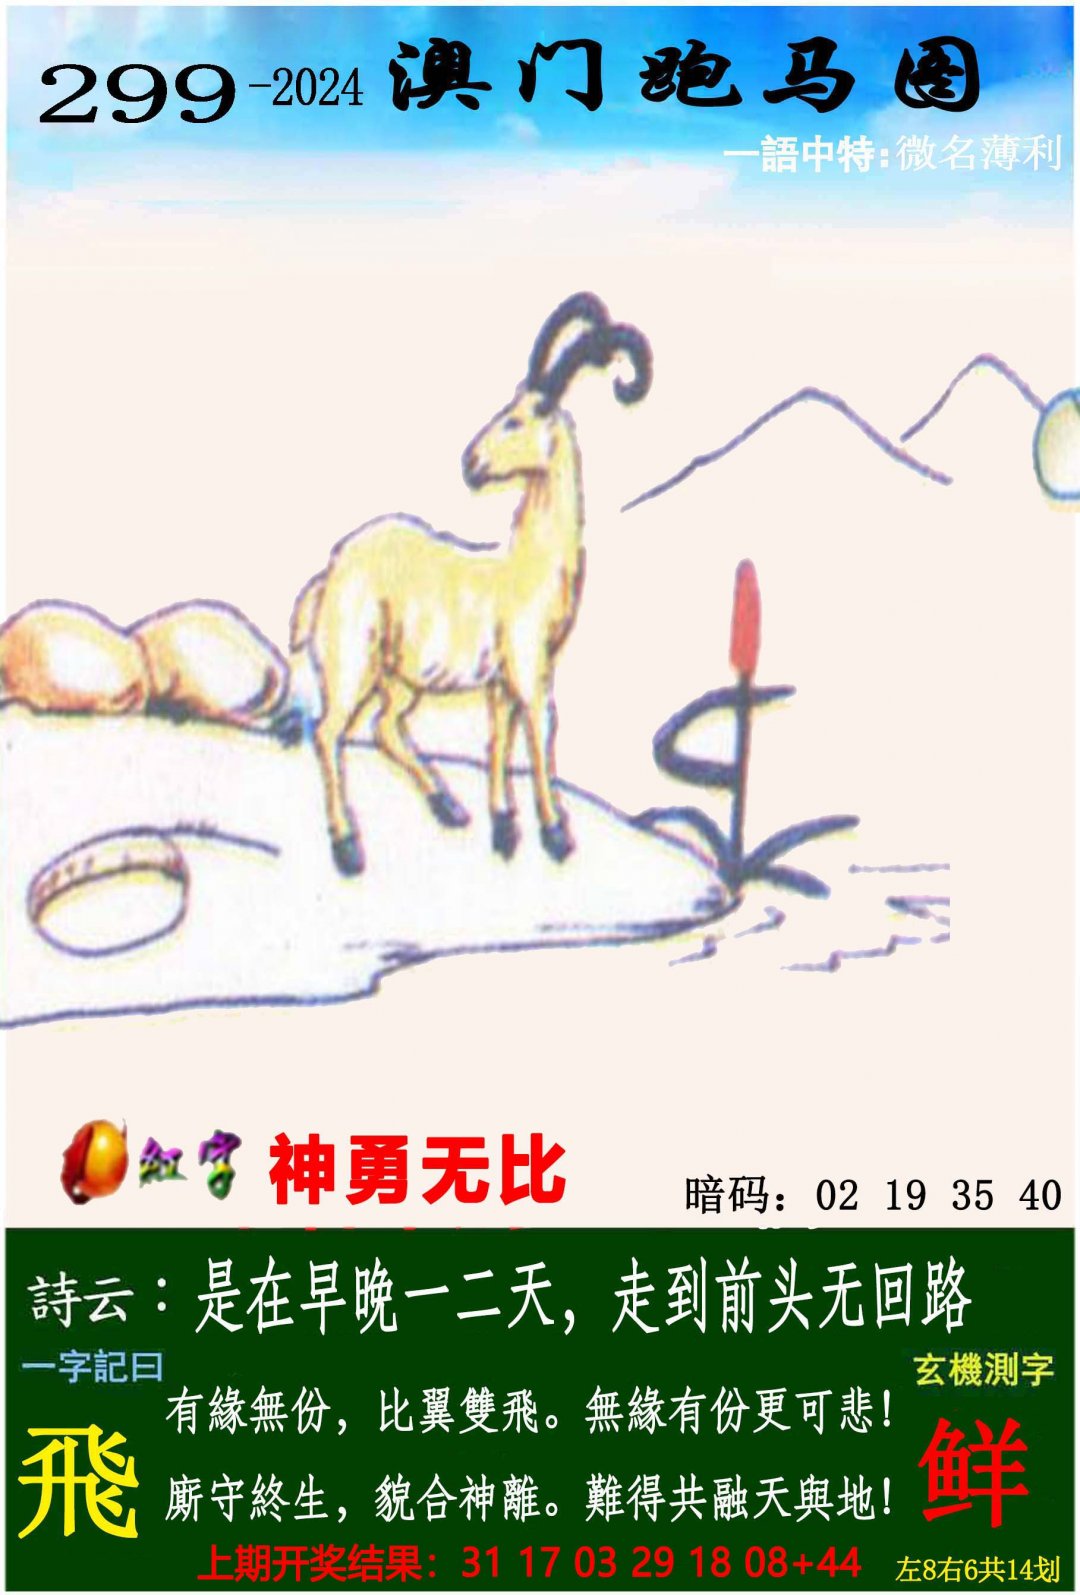 299-2024 澳门跑马图
一語中特:微名薄利
红字 神勇无比
暗码：02 19 35 40
詩云：是在早晚一二天，走到前头无回路
一字記曰
玄機測字
有緣無份，比翼雙飛。無緣有份更可悲！
飛
鲜
廝守終生，貌合神離。難得共融天與地！
上期开奖结果：31 17 03 29 18 08+44
左8右6共14划